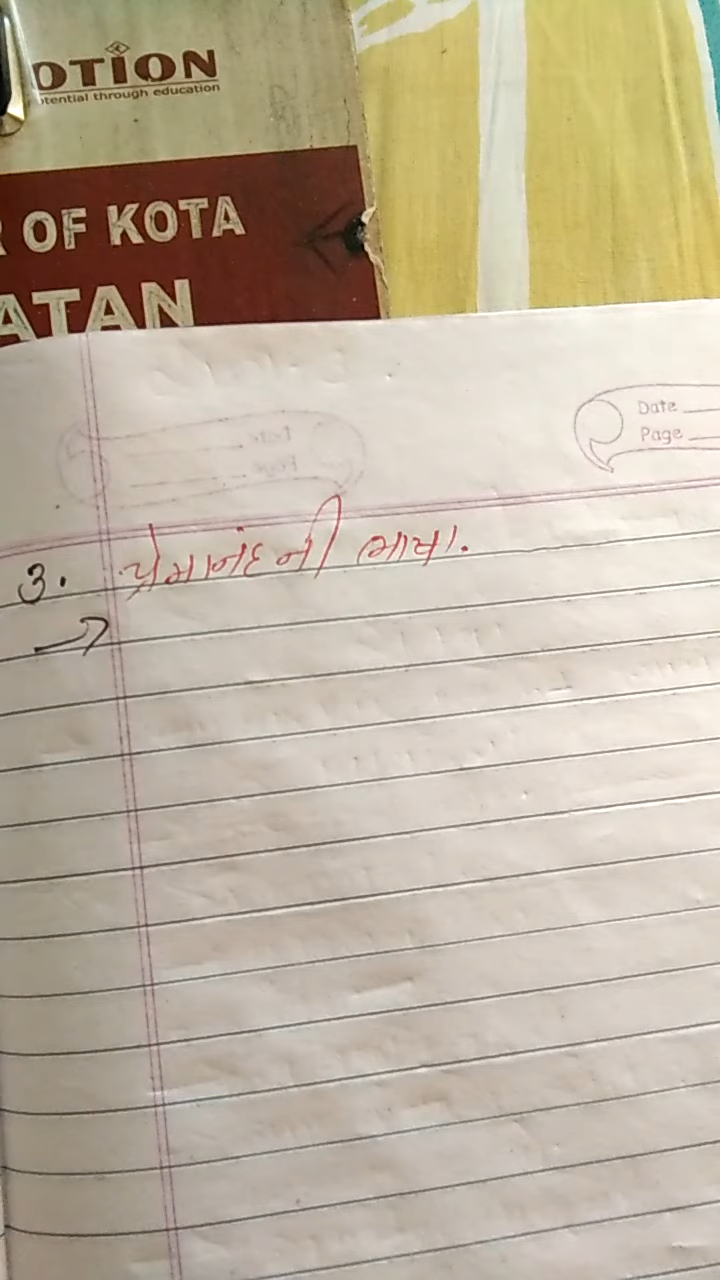 OTION
otential through education
R OF KOTA
ATAN
Date
Page
3. પ્રેમાનંદની ભાષા.
→